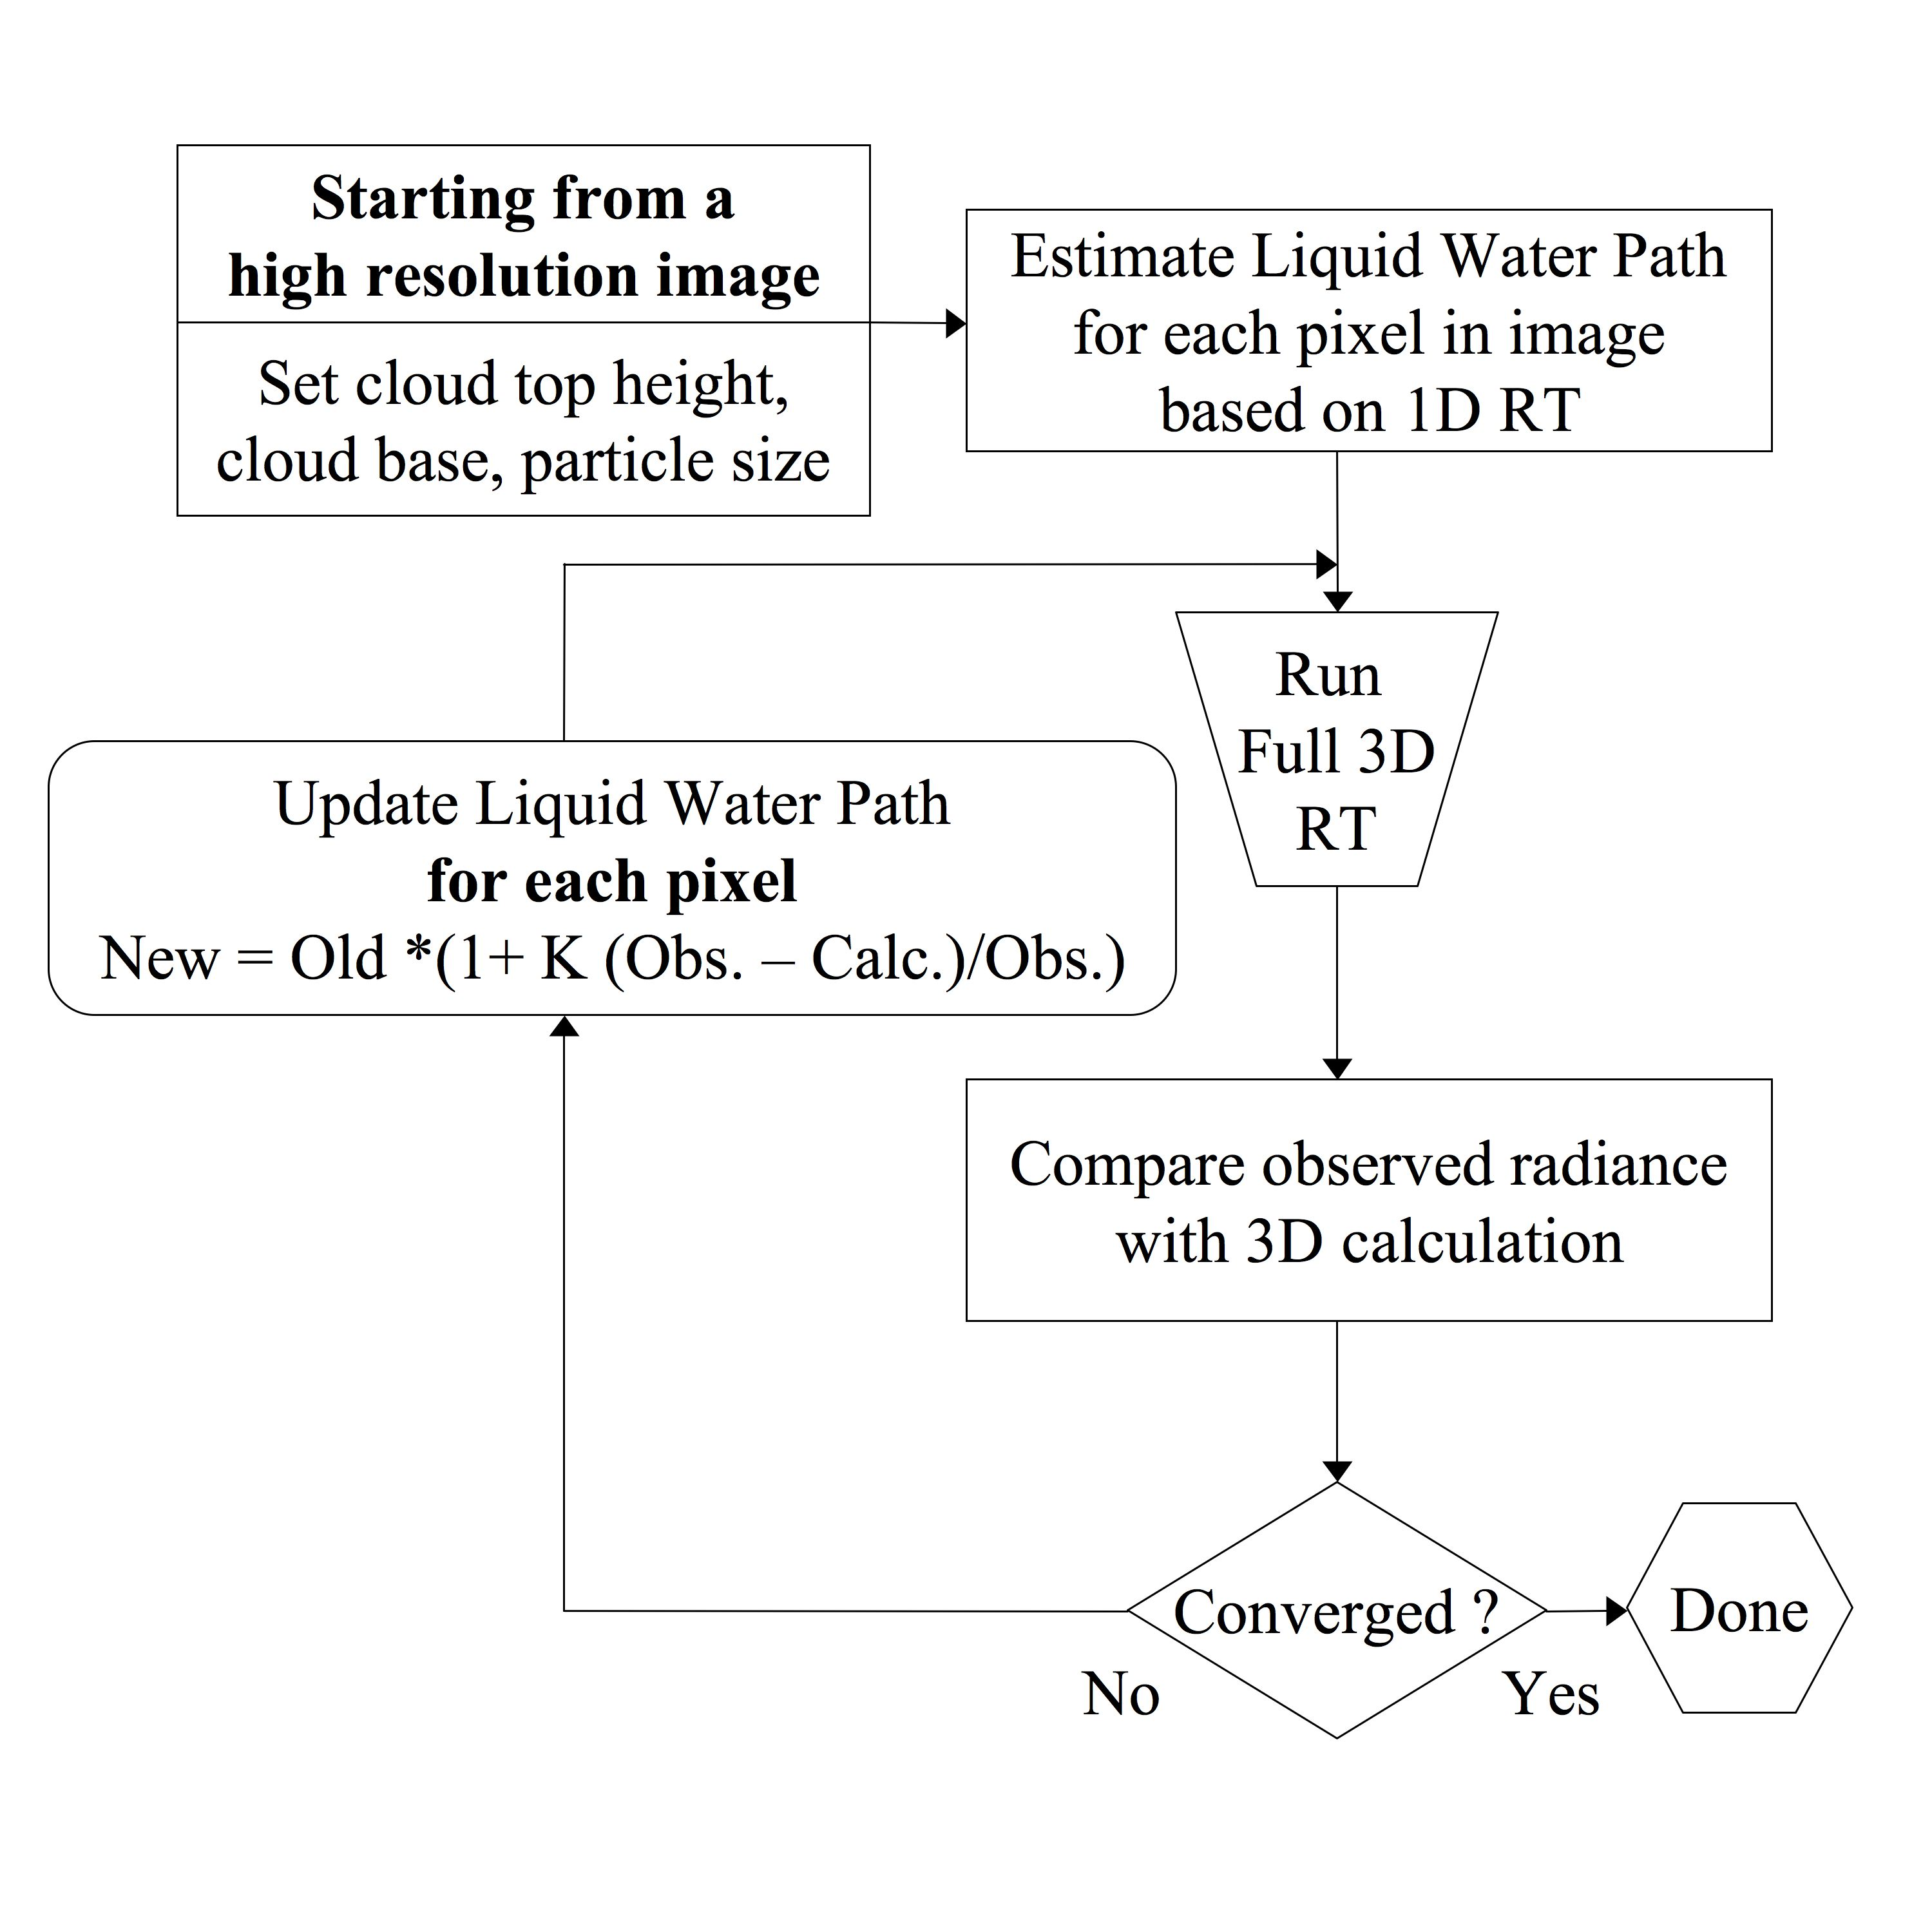 Starting from a
high resolution image
Set cloud top height,
cloud base, particle size
Estimate Liquid Water Path
for each pixel in image
based on 1D RT
Run
Full 3D
RT
Update Liquid Water Path
for each pixel
New = Old *(1+ K (Obs. – Calc.)/Obs.)
Compare observed radiance
with 3D calculation
Converged ?
Done
No
Yes